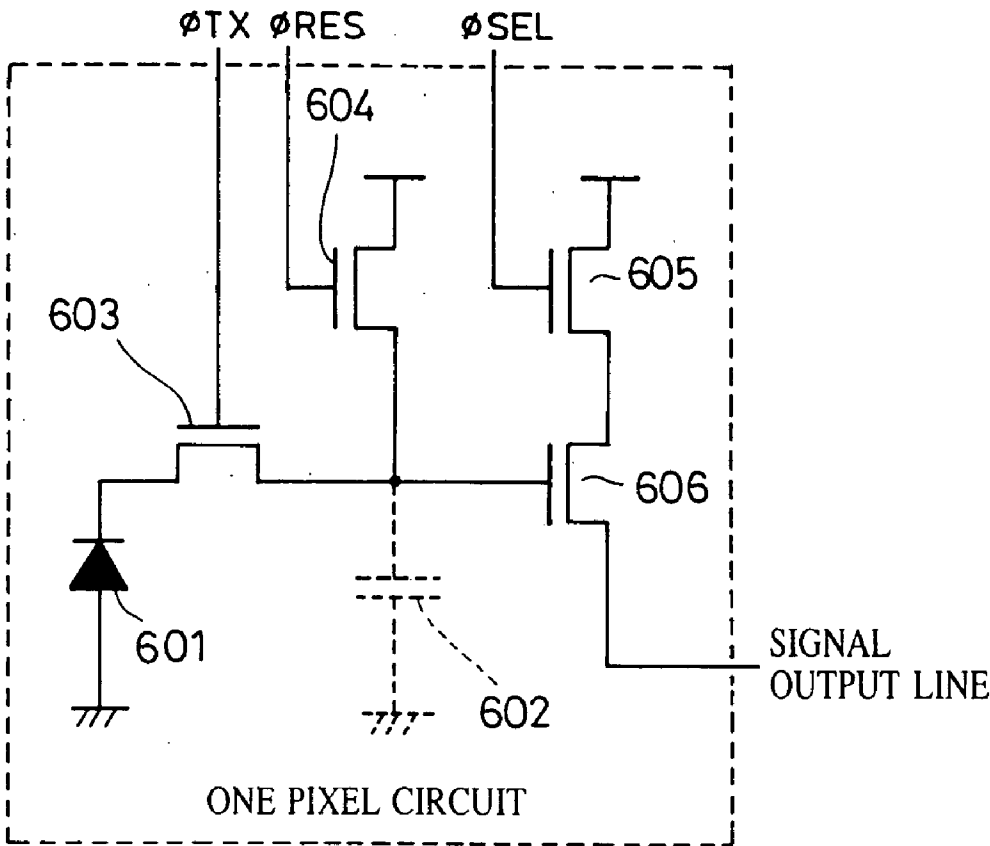 øTX øRES øSEL
604
605
603
606
601
602
SIGNAL
OUTPUT LINE
ONE PIXEL CIRCUIT